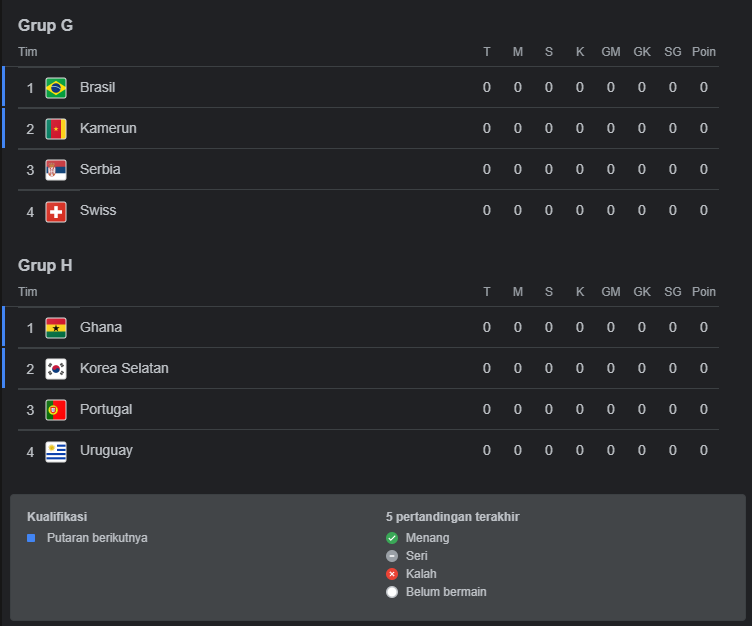 Grup G
Tim T M S K GM GK SG Poin
1 Brasil 0 0 0 0 0 0 0 0
2 Kamerun 0 0 0 0 0 0 0 0
3 Serbia 0 0 0 0 0 0 0 0
4 Swiss 0 0 0 0 0 0 0 0
Grup H
Tim T M S K GM GK SG Poin
1 Ghana 0 0 0 0 0 0 0 0
2 Korea Selatan 0 0 0 0 0 0 0 0
3 Portugal 0 0 0 0 0 0 0 0
4 Uruguay 0 0 0 0 0 0 0 0
Kualifikasi
Putaran berikutnya
5 pertandingan terakhir
Menang
Seri
Kalah
Belum bermain